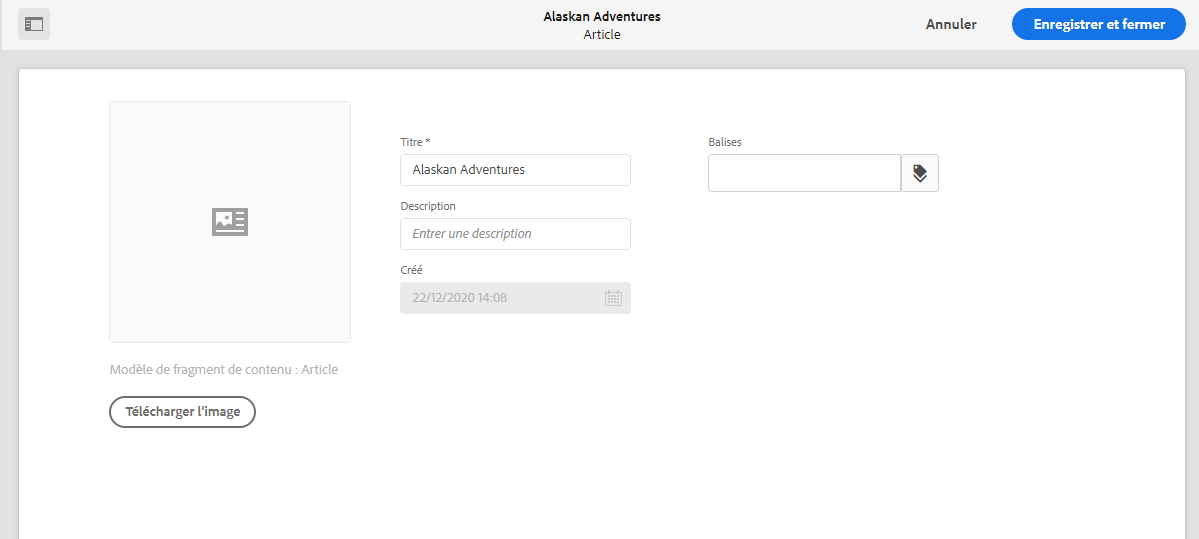 Alaskan Adventures
Article
Annuler
Enregistrer et fermer
Titre *
Alaskan Adventures
Description
Entrer une description
Créé
22/12/2020 14:08
Balises
Modèle de fragment de contenu : Article
Télécharger l'image